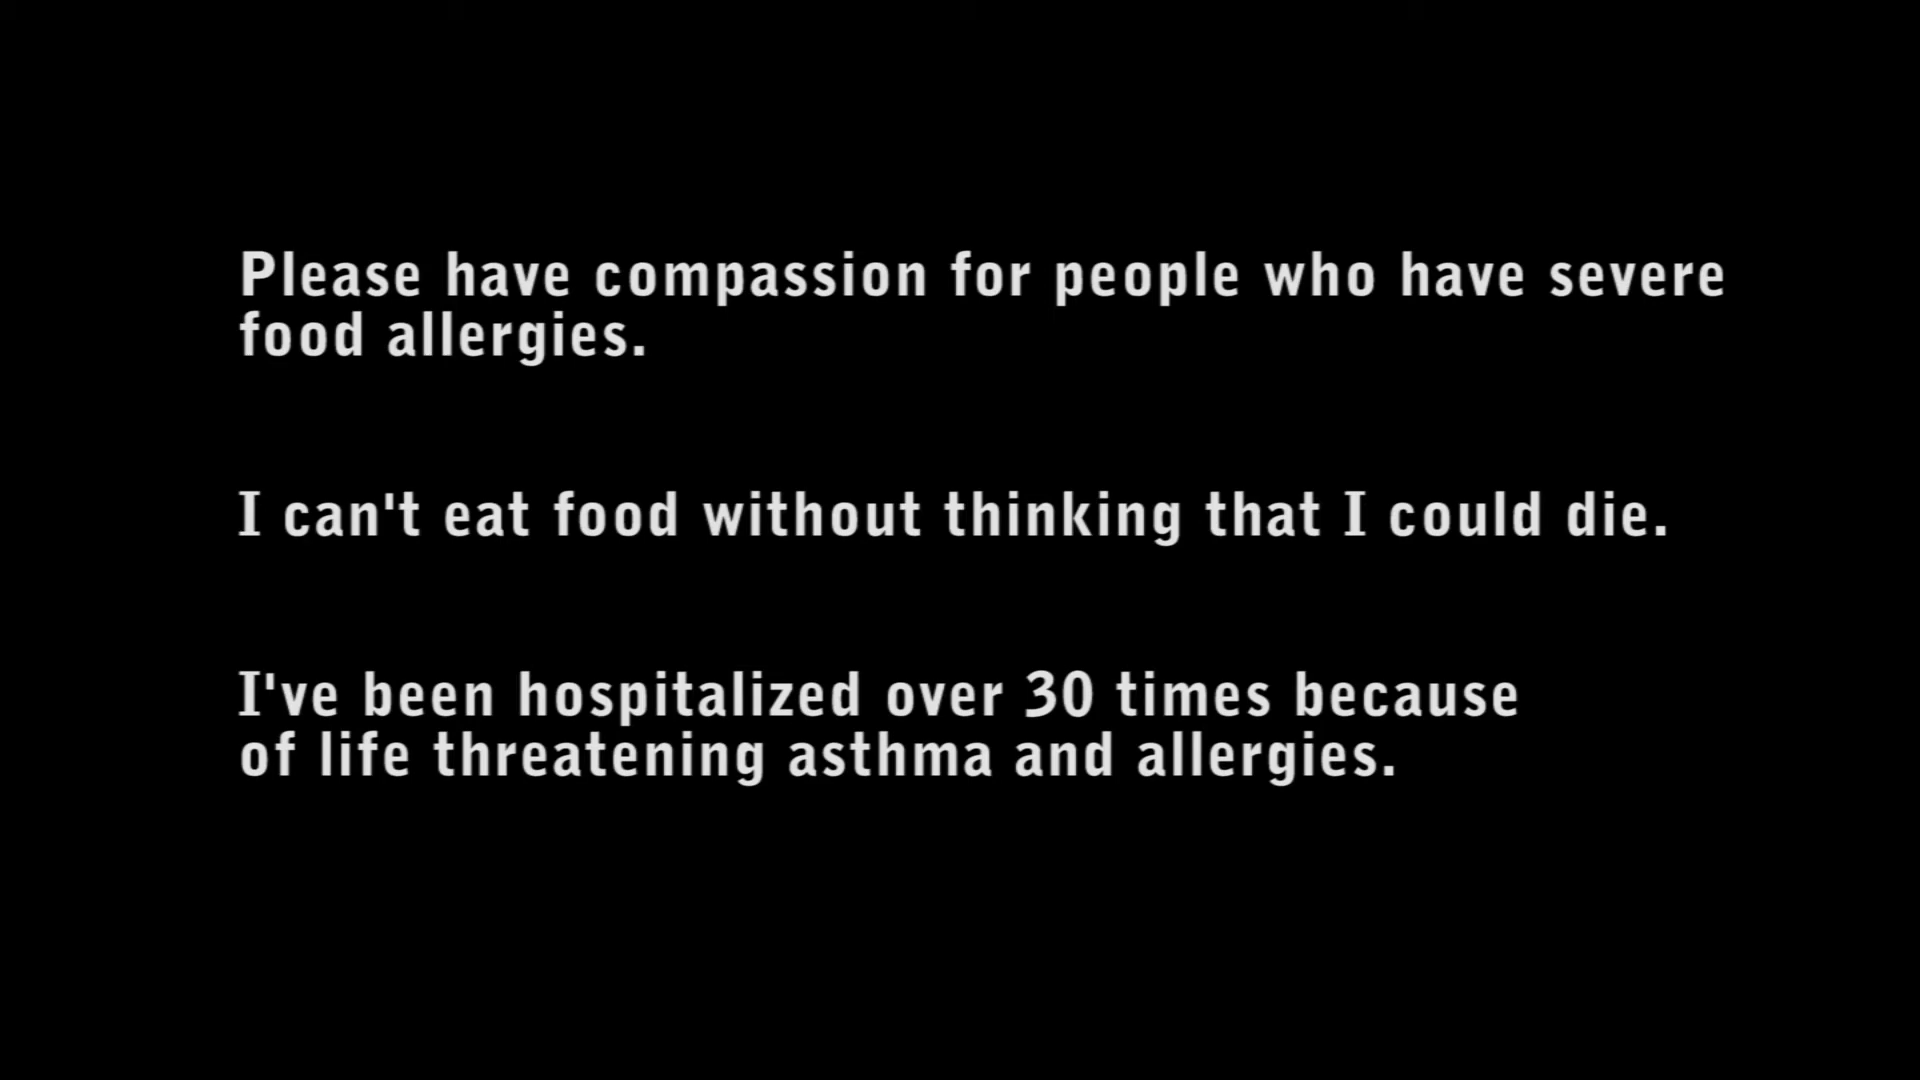 Please have compassion for people who have severe
food allergies.
I can't eat food without thinking that I could die.
I've been hospitalized over 30 times because
of life threatening asthma and allergies.